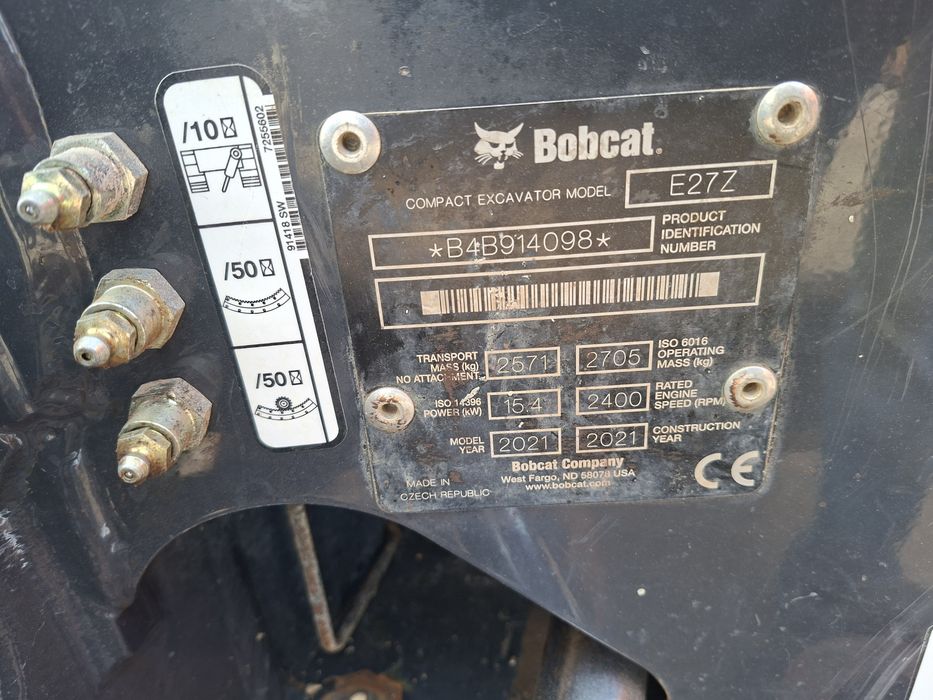 /10
/50
/50
7255602
91418 SW
Bobcat®
COMPACT EXCAVATOR MODEL E27Z
*B4B914098* PRODUCT IDENTIFICATION NUMBER
TRANSPORT MASS (kg) NO ATTACHMENT 2571
2705 ISO 6016 OPERATING MASS (kg)
ISO 14396 POWER (kW) 15.4
2400 RATED ENGINE SPEED (RPM)
MODEL YEAR 2021
2021 CONSTRUCTION YEAR
Bobcat Company
West Fargo, ND 58078 USA
www.bobcat.com
MADE IN
CZECH REPUBLIC
CE